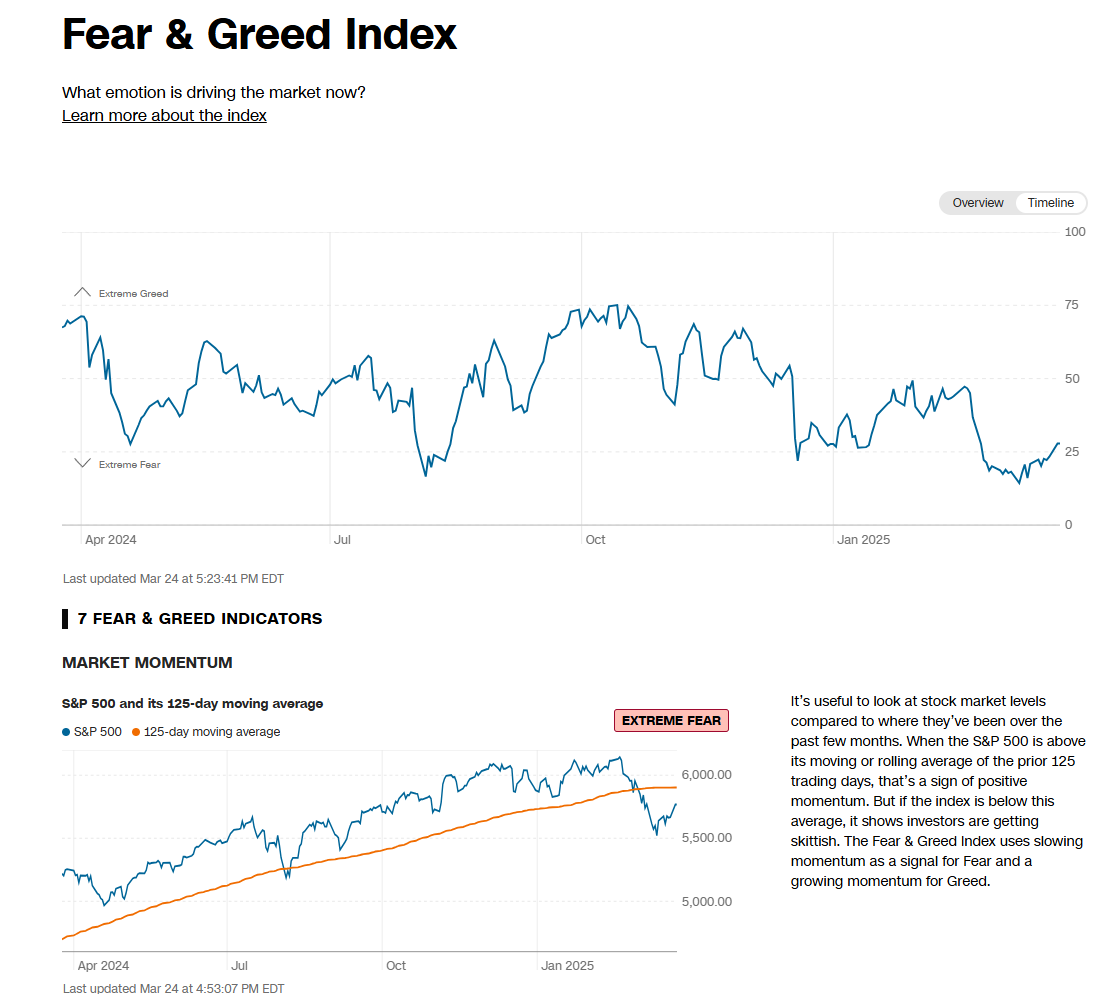 Fear & Greed Index
What emotion is driving the market now?
Learn more about the index
Overview Timeline
100
Extreme Greed
75
50
Extreme Fear
25
0
Apr 2024 Jul Oct Jan 2025
Last updated Mar 24 at 5:23:41 PM EDT
7 FEAR & GREED INDICATORS
MARKET MOMENTUM
S&P 500 and its 125-day moving average
EXTREME FEAR
S&P 500 125-day moving average
6,000.00
5,500.00
5,000.00
Apr 2024 Jul Oct Jan 2025
Last updated Mar 24 at 4:53:07 PM EDT
It's useful to look at stock market levels
compared to where they've been over the
past few months. When the S&P 500 is above
its moving or rolling average of the prior 125
trading days, that's a sign of positive
momentum. But if the index is below this
average, it shows investors are getting
skittish. The Fear & Greed Index uses slowing
momentum as a signal for Fear and a
growing momentum for Greed.